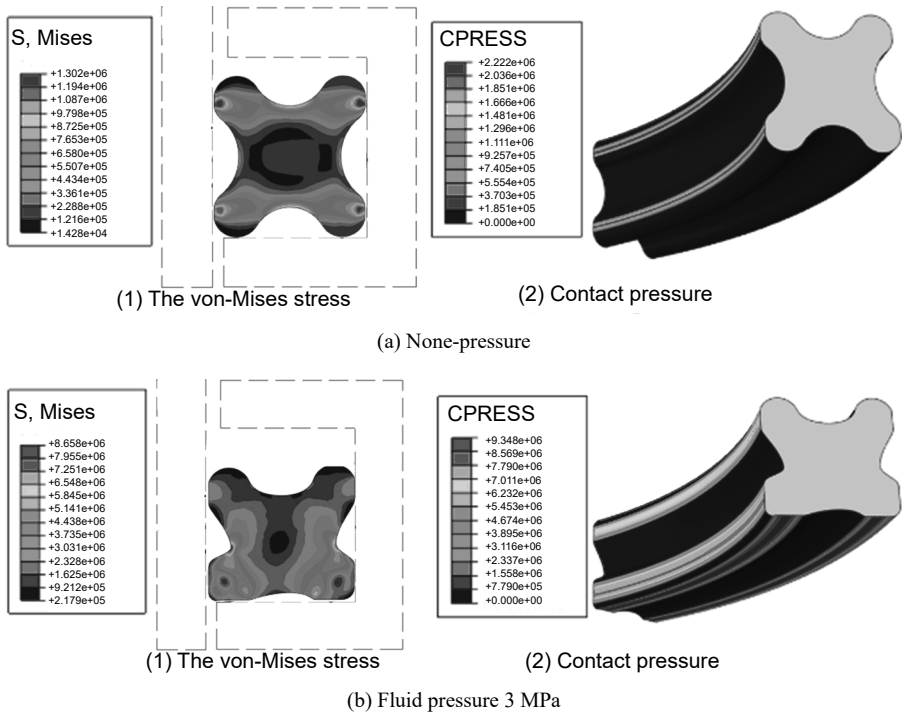 S, Mises
+1.302e+06
+1.194e+06
+1.087e+06
+9.798e+05
+8.725e+05
+7.653e+05
+6.580e+05
+5.507e+05
+4.434e+05
+3.361e+05
+2.288e+05
+1.216e+05
+1.428e+04
CPRESS
+2.222e+06
+2.036e+06
+1.851e+06
+1.666e+06
+1.481e+06
+1.296e+06
+1.111e+06
+9.257e+05
+7.405e+05
+5.554e+05
+3.703e+05
+1.851e+05
+0.000e+00
(1) The von-Mises stress
(2) Contact pressure
(a) None-pressure
S, Mises
+8.658e+06
+7.955e+06
+7.251e+06
+6.548e+06
+5.845e+06
+5.141e+06
+4.438e+06
+3.735e+06
+3.031e+06
+2.328e+06
+1.625e+06
+9.212e+05
+2.179e+05
CPRESS
+9.348e+06
+8.569e+06
+7.790e+06
+7.011e+06
+6.232e+06
+5.453e+06
+4.674e+06
+3.895e+06
+3.116e+06
+2.337e+06
+1.558e+06
+7.790e+05
+0.000e+00
(1) The von-Mises stress
(2) Contact pressure
(b) Fluid pressure 3 MPa